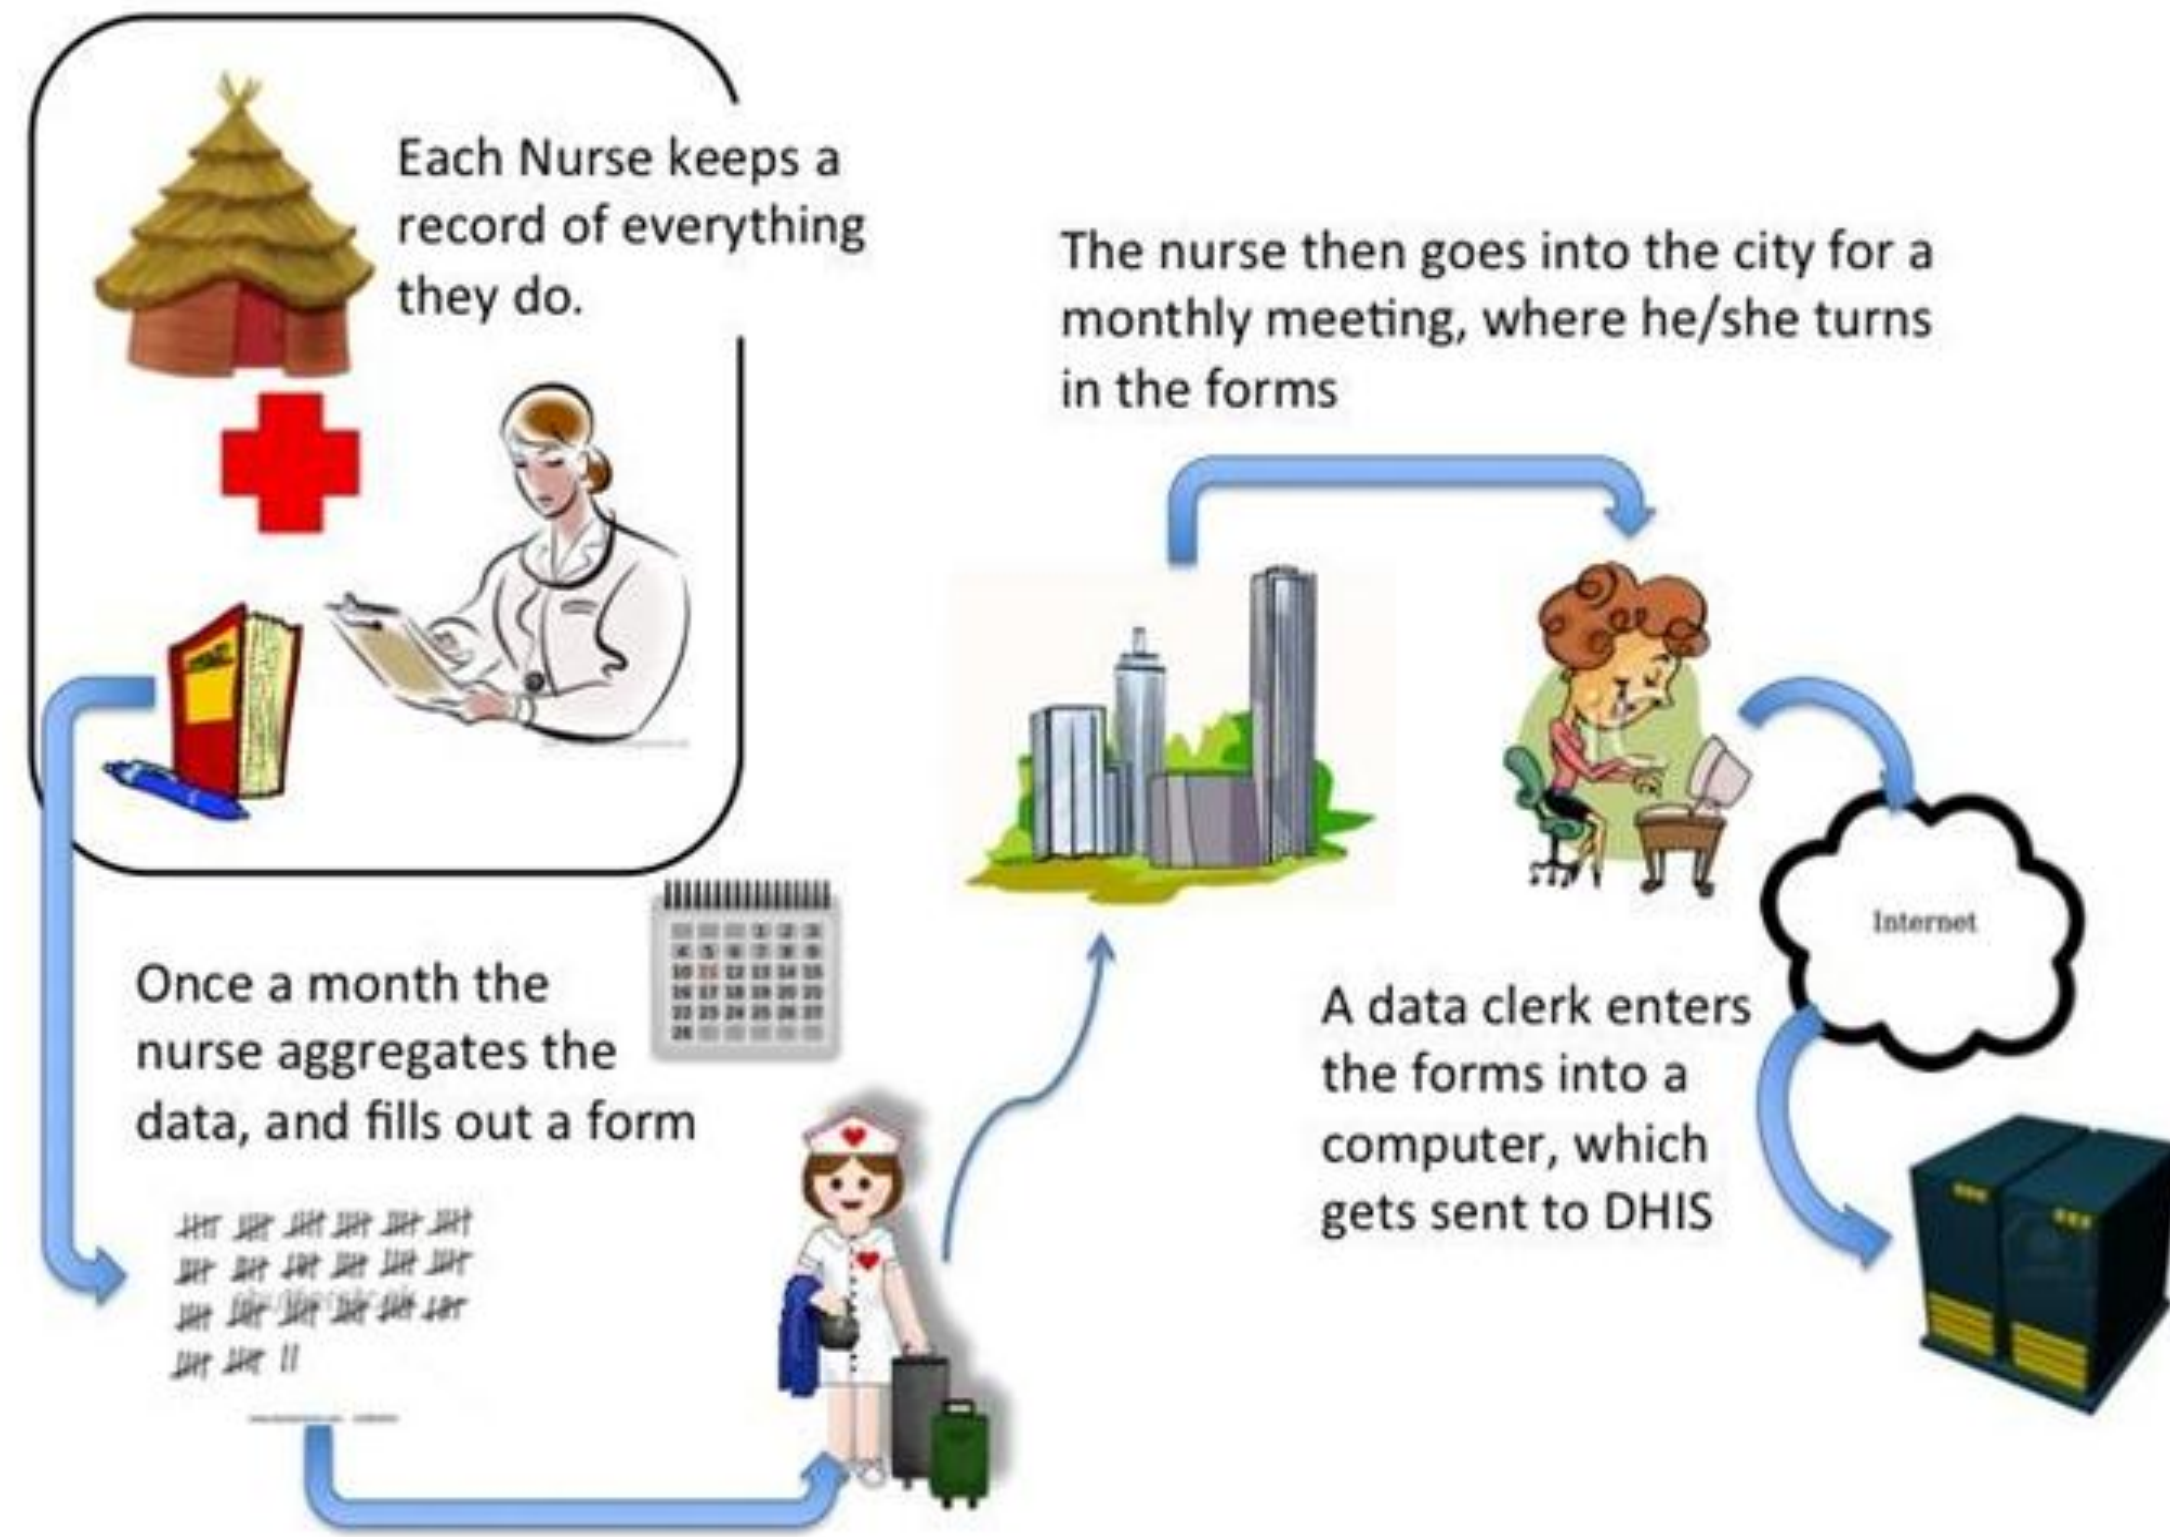 Each Nurse keeps a
record of everything
they do.
The nurse then goes into the city for a
monthly meeting, where he/she turns
in the forms
Once a month the
nurse aggregates the
data, and fills out a form
A data clerk enters
the forms into a
computer, which
gets sent to DHIS
Internet